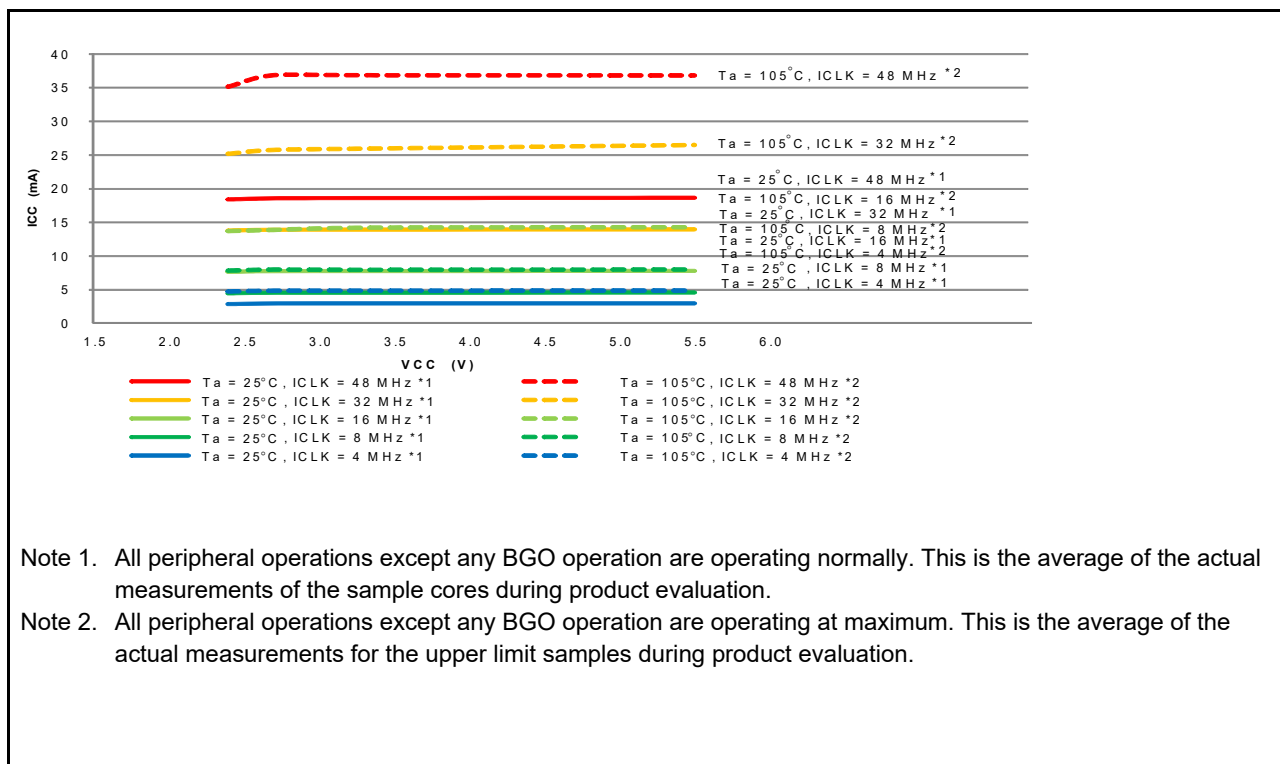 40
35
30
25
20
15
10
5
0
ICC (mA)
1.5 2.0 2.5 3.0 3.5 4.0 4.5 5.0 5.5 6.0
VCC (V)
Ta = 105°C, ICLK = 48 MHz *2
Ta = 105°C, ICLK = 32 MHz *2
Ta = 25°C, ICLK = 48 MHz *1
Ta = 105°C, ICLK = 16 MHz *2
Ta = 25°C, ICLK = 32 MHz *1
Ta = 105°C, ICLK = 8 MHz *2
Ta = 25°C, ICLK = 16 MHz *1
Ta = 105°C, ICLK = 4 MHz *2
Ta = 25°C, ICLK = 8 MHz *1
Ta = 25°C, ICLK = 4 MHz *1
Ta = 25°C, ICLK = 48 MHz *1 Ta = 105°C, ICLK = 48 MHz *2
Ta = 25°C, ICLK = 32 MHz *1 Ta = 105°C, ICLK = 32 MHz *2
Ta = 25°C, ICLK = 16 MHz *1 Ta = 105°C, ICLK = 16 MHz *2
Ta = 25°C, ICLK = 8 MHz *1 Ta = 105°C, ICLK = 8 MHz *2
Ta = 25°C, ICLK = 4 MHz *1 Ta = 105°C, ICLK = 4 MHz *2
Note 1. All peripheral operations except any BGO operation are operating normally. This is the average of the actual
measurements of the sample cores during product evaluation.
Note 2. All peripheral operations except any BGO operation are operating at maximum. This is the average of the
actual measurements for the upper limit samples during product evaluation.